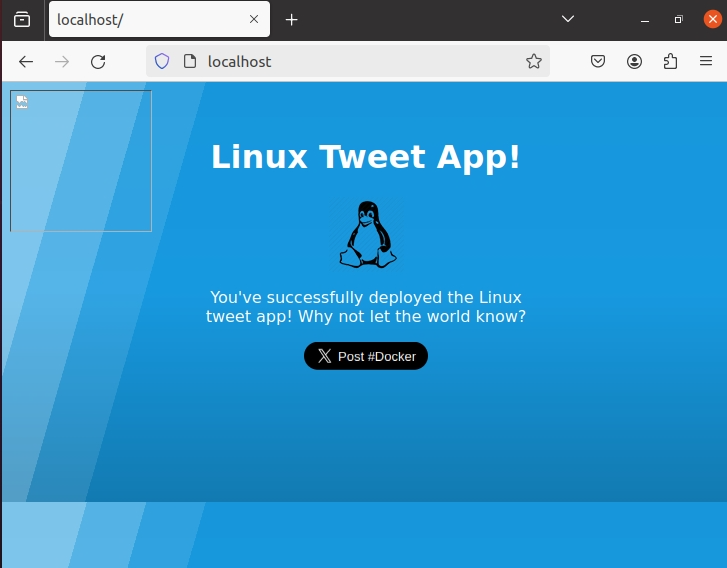 localhost/
localhost
Linux Tweet App!
You've successfully deployed the Linux
tweet app! Why not let the world know?
Post #Docker